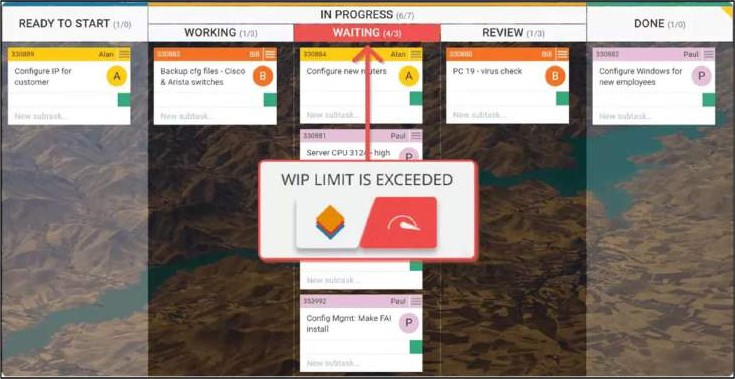 READY TO START (1/0)
IN PROGRESS (6/7)
WORKING (1/3)
WAITING (4/3)
REVIEW (1/3)
DONE (1/0)
330889 Alan
Configure IP for
customer
A
New subtask...
330883 Bill
Backup cfg files - Cisco
& Arista switches
B
New subtask...
330884 Alan
Configure new routers
A
330881 Paul
Server CPU 312 - high
P
WIP LIMIT IS EXCEEDED
New subtask...
353992 Paul
Config Mgmt: Make FAI
install
P
New subtask...
330880 Bill
PC 19 - virus check
B
New subtask...
330882 Paul
Configure Windows for
new employees
P
New subtask...